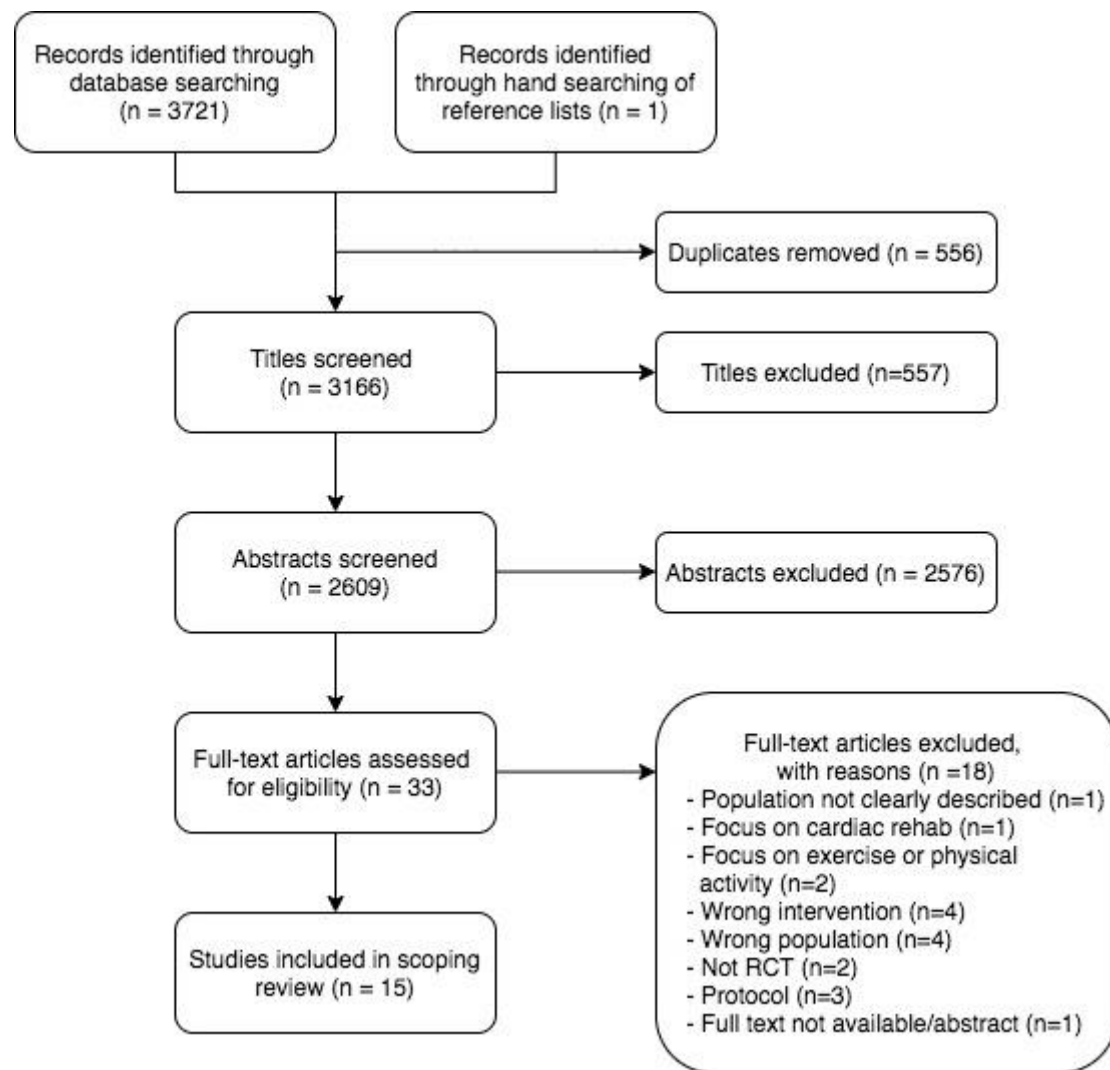 Records identified through
database searching
(n = 3721)
Records identified
through hand searching of
reference lists (n = 1)
Duplicates removed (n = 556)
Titles screened
(n = 3166)
Titles excluded (n=557)
Abstracts screened
(n = 2609)
Abstracts excluded (n = 2576)
Full-text articles assessed
for eligibility (n = 33)
Full-text articles excluded,
with reasons (n =18)
- Population not clearly described (n=1)
- Focus on cardiac rehab (n=1)
- Focus on exercise or physical
activity (n=2)
- Wrong intervention (n=4)
- Wrong population (n=4)
- Not RCT (n=2)
- Protocol (n=3)
- Full text not available/abstract (n=1)
Studies included in scoping
review (n = 15)